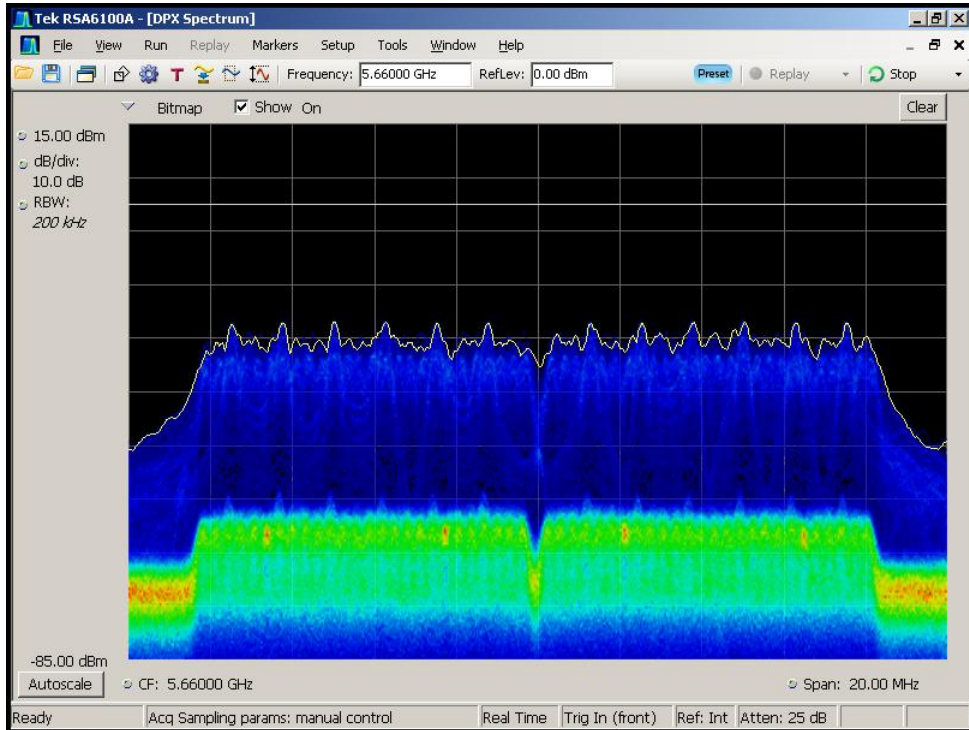 Tek RSA6100A - [DPX Spectrum]
File View Run Replay Markers Setup Tools Window Help
Frequency: 5.66000 GHz RefLev: 0.00 dBm Preset Replay Stop
Bitmap Show On Clear
15.00 dBm
dB/div:
10.0 dB
RBW:
200 kHz
-85.00 dBm
Autoscale CF: 5.66000 GHz Span: 20.00 MHz
Ready Acq Sampling params: manual control Real Time Trig In (front) Ref: Int Atten: 25 dB